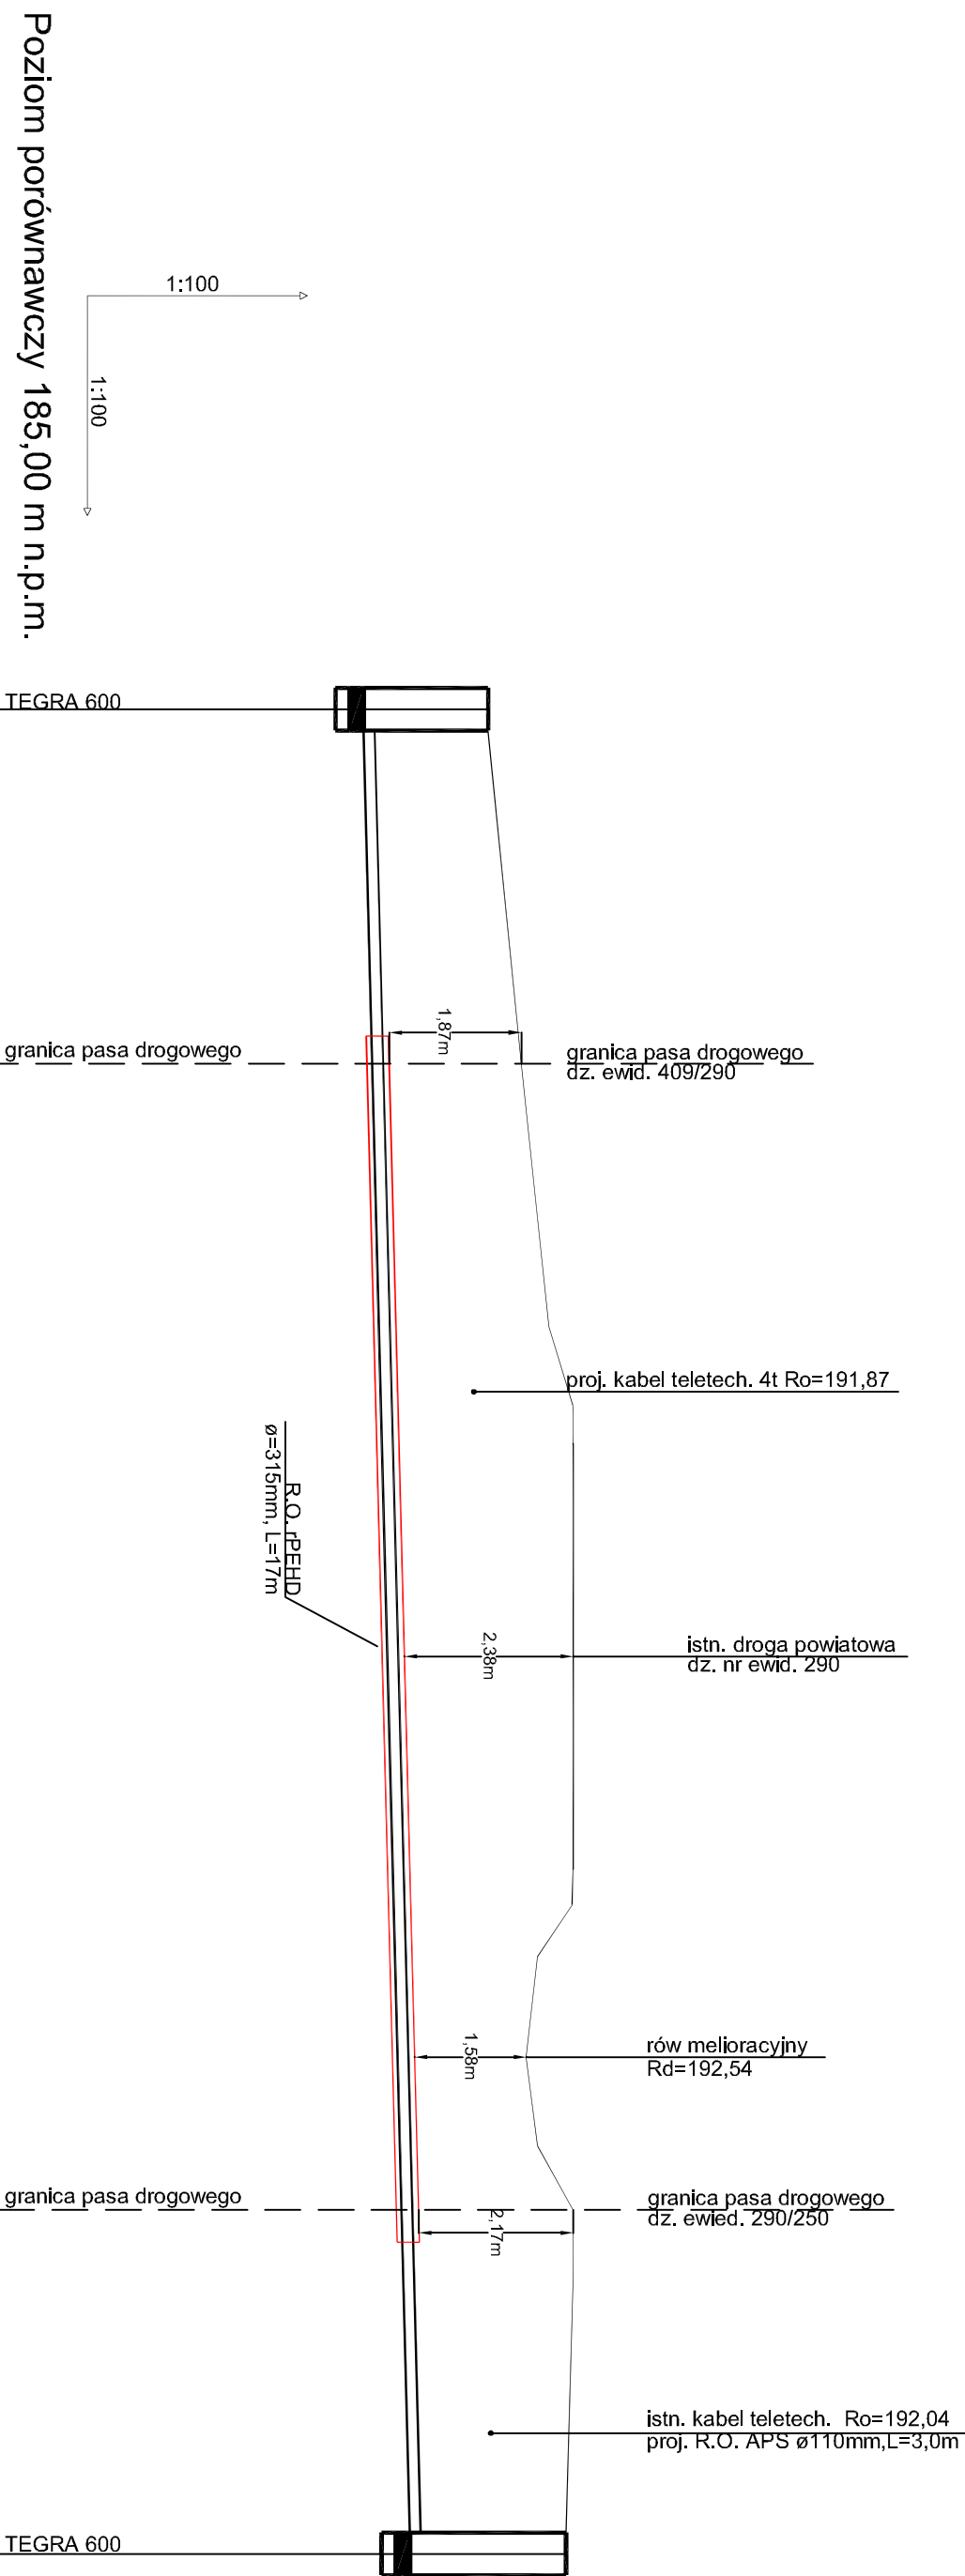 Poziom porównawczy 185,00 m n.p.m.
1:100
1:100
TEGRA 600
granica pasa drogowego
1,87m
granica pasa drogowego
dz. ewid. 409/290
proj. kabel teletech. 4t Ro=191,87
R.O. rPEHD
ø=315mm, L=17m
2,38m
istn. droga powiatowa
dz. nr ewid. 290
1,58m
rów melioracyjny
Rd=192,54
granica pasa drogowego
2,17m
granica pasa drogowego
dz. ewied. 290/250
istn. kabel teletech. Ro=192,04
proj. R.O. APS ø110mm,L=3,0m
TEGRA 600